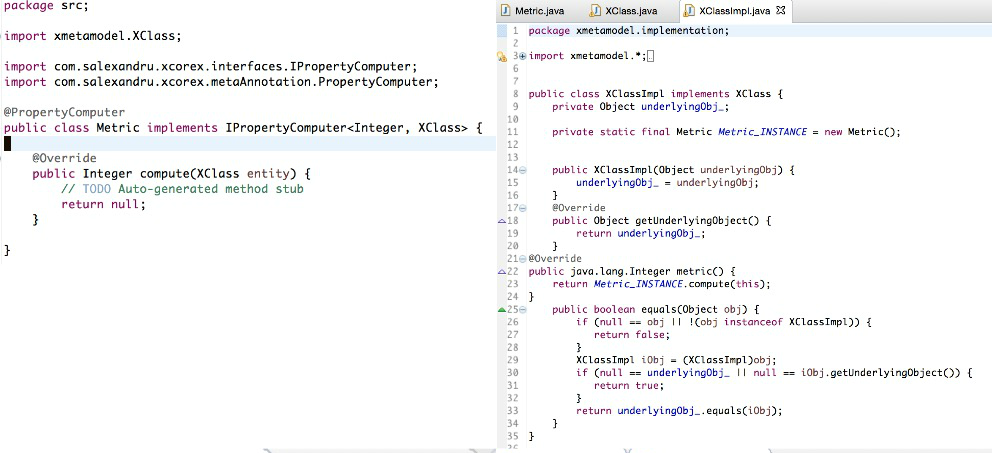 package src;
import xmetamodel.XClass;
import com.salexandru.xcorex.interfaces.IPropertyComputer;
import com.salexandru.xcorex.metaAnnotation.PropertyComputer;
@PropertyComputer
public class Metric implements IPropertyComputer<Integer, XClass> {
@Override
public Integer compute(XClass entity) {
// TODO Auto-generated method stub
return null;
}
}
Metric.java XClass.java XClassImpl.java
1 package xmetamodel.implementation;
2
3 import xmetamodel.*;
6
7
8 public class XClassImpl implements XClass {
9 private Object underlyingObj_;
10
11 private static final Metric Metric_INSTANCE = new Metric();
12
13
14 public XClassImpl(Object underlyingObj) {
15 underlyingObj_ = underlyingObj;
16 }
17 @Override
18 public Object getUnderlyingObject() {
19 return underlyingObj_;
20 }
21 @Override
22 public java.lang.Integer metric() {
23 return Metric_INSTANCE.compute(this);
24 }
25 public boolean equals(Object obj) {
26 if (null == obj || !(obj instanceof XClassImpl)) {
27 return false;
28 }
29 XClassImpl iObj = (XClassImpl)obj;
30 if (null == underlyingObj_ || null == iObj.getUnderlyingObject()) {
31 return true;
32 }
33 return underlyingObj_.equals(iObj);
34 }
35 }
36